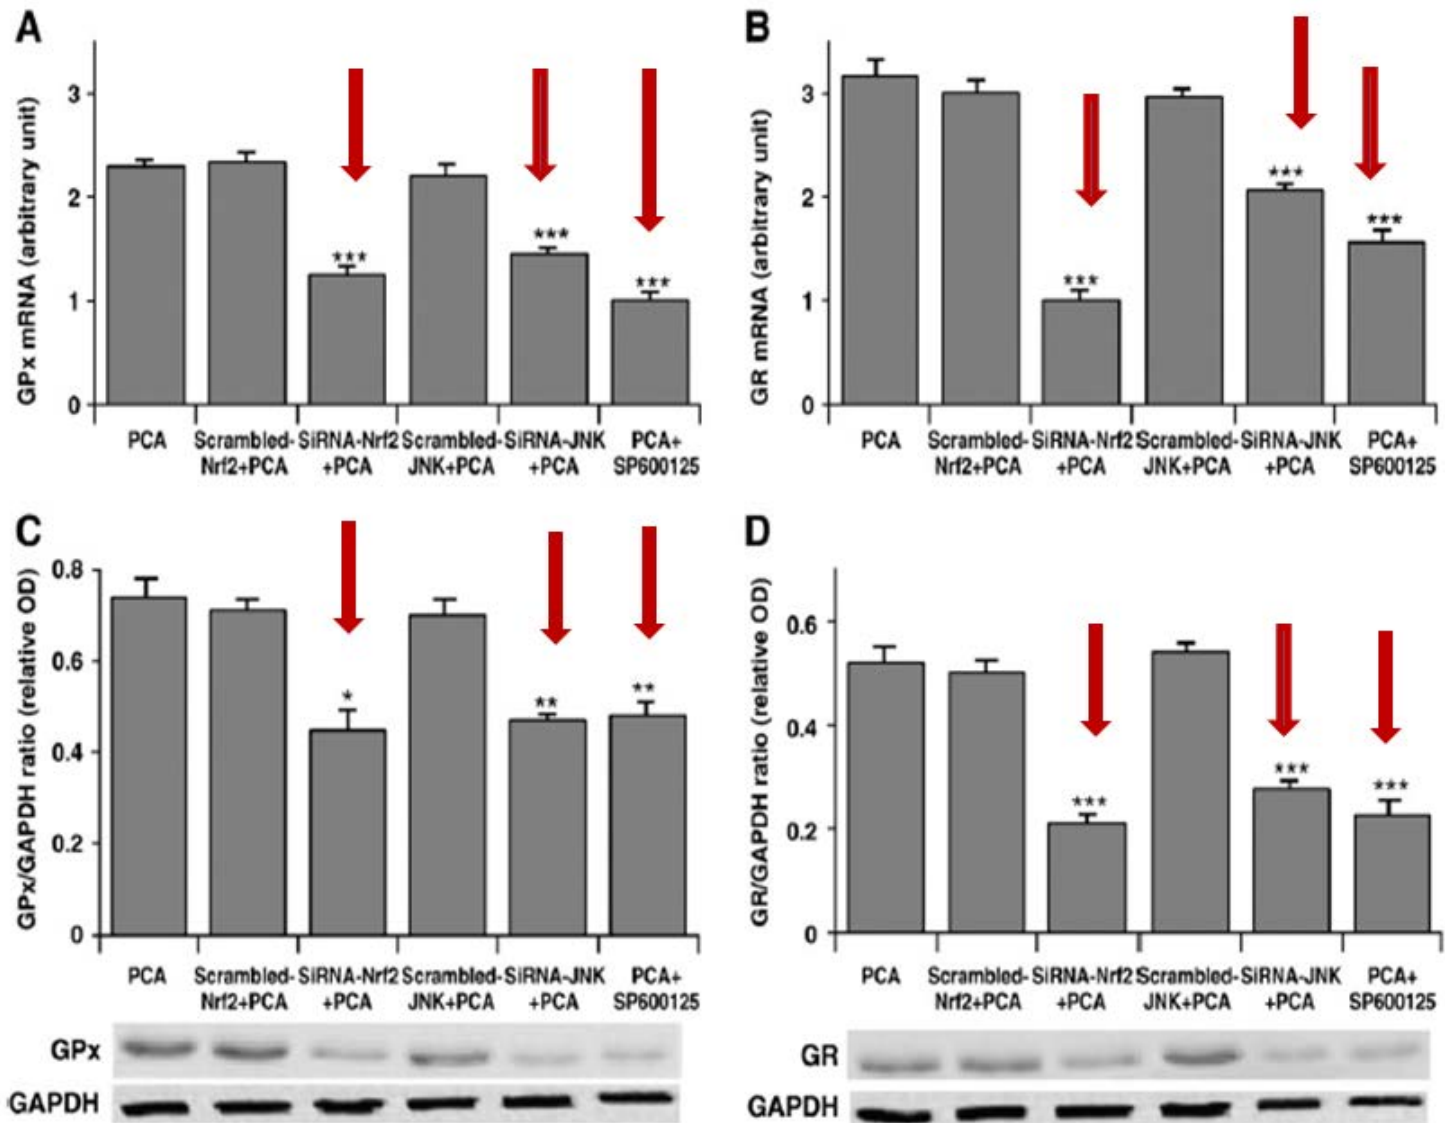 A
GPx mRNA (arbitrary unit)
3
2
1
0
***
***
***
PCA Scrambled- SiRNA-Nrf2 Scrambled- SiRNA-JNK PCA+
Nrf2+PCA +PCA JNK+PCA +PCA SP600125
B
GR mRNA (arbitrary unit)
3
2
1
0
***
***
***
PCA Scrambled- SiRNA-Nrf2 Scrambled- SiRNA-JNK PCA+
Nrf2+PCA +PCA JNK+PCA +PCA SP600125
C
GPx/GAPDH ratio (relative OD)
0.8
0.6
0.4
0.2
0
*
**
**
PCA Scrambled- SiRNA-Nrf2 Scrambled- SiRNA-JNK PCA+
Nrf2+PCA +PCA JNK+PCA +PCA SP600125
GPx
GAPDH
D
GR/GAPDH ratio (relative OD)
0.6
0.4
0.2
0
***
***
***
PCA Scrambled- SiRNA-Nrf2 Scrambled- SiRNA-JNK PCA+
Nrf2+PCA +PCA JNK+PCA +PCA SP600125
GR
GAPDH